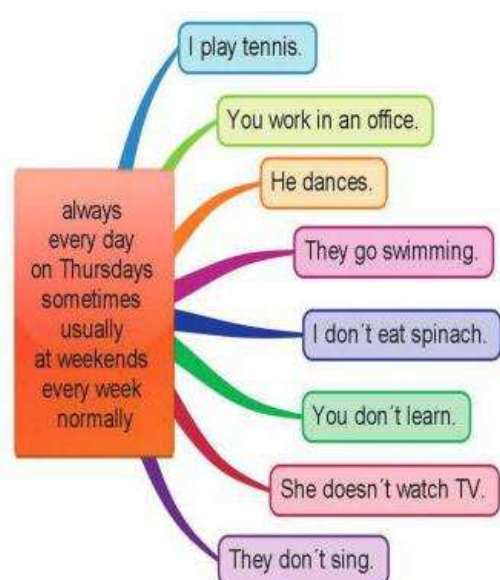 I play tennis.
You work in an office.
He dances.
They go swimming.
I don´t eat spinach.
You don´t learn.
She doesn´t watch TV.
They don´t sing.
always
every day
on Thursdays
sometimes
usually
at weekends
every week
normally